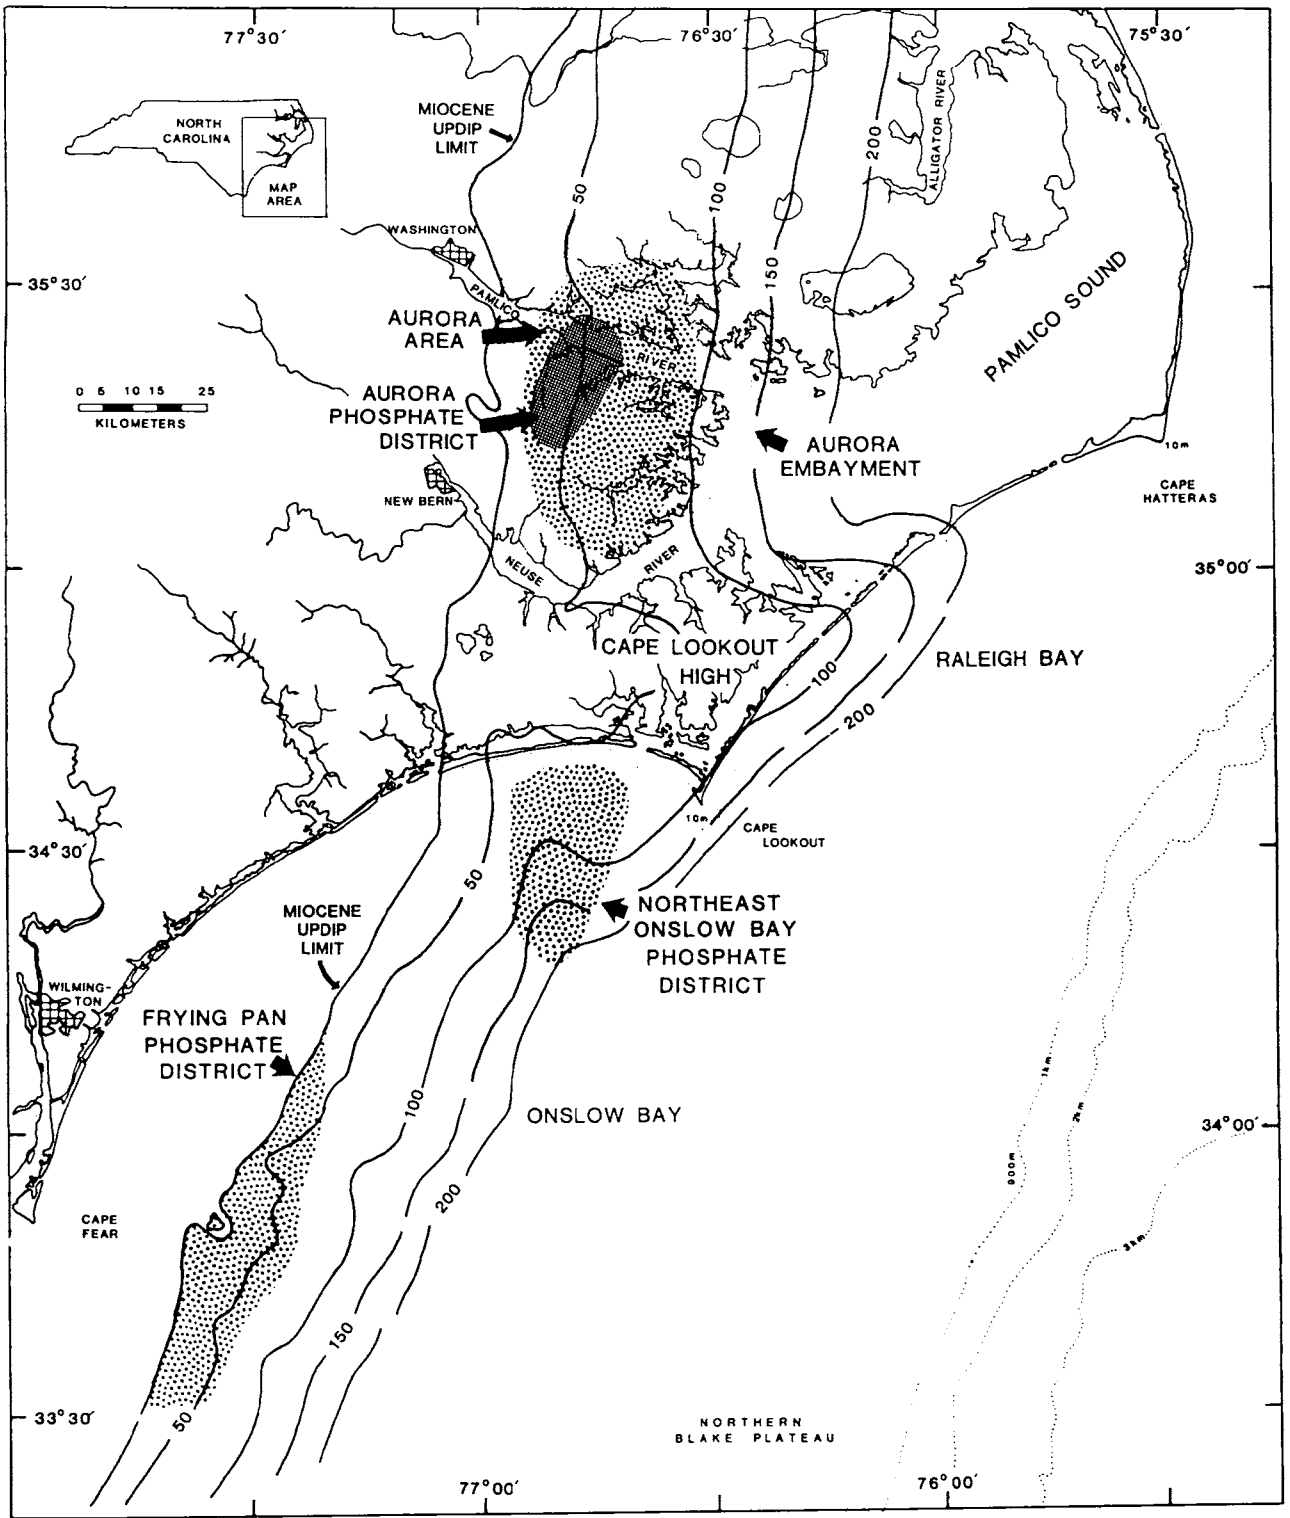 77°30′
76°30′
75°30′
MIOCENE
UPDIP
LIMIT
NORTH
CAROLINA
MAP
AREA
50
100
150
200
ALLIGATOR RIVER
WASHINGTON
PAMLICO
RIVER
35°30′
PAMLICO SOUND
AURORA
AREA
AURORA
PHOSPHATE
DISTRICT
0 5 10 15 25
KILOMETERS
AURORA
EMBAYMENT
10m
CAPE
HATTERAS
NEW BERN
NEUSE
RIVER
35°00′
CAPE LOOKOUT
HIGH
RALEIGH BAY
100
200
10m
CAPE
LOOKOUT
34°30′
50
MIOCENE
UPDIP
LIMIT
NORTHEAST
ONSLOW BAY
PHOSPHATE
DISTRICT
WILMING-
TON
FRYING PAN
PHOSPHATE
DISTRICT
1km
2km
100
ONSLOW BAY
34°00′
900m
200
CAPE
FEAR
3km
150
33°30′
50
NORTHERN
BLAKE PLATEAU
77°00′
76°00′